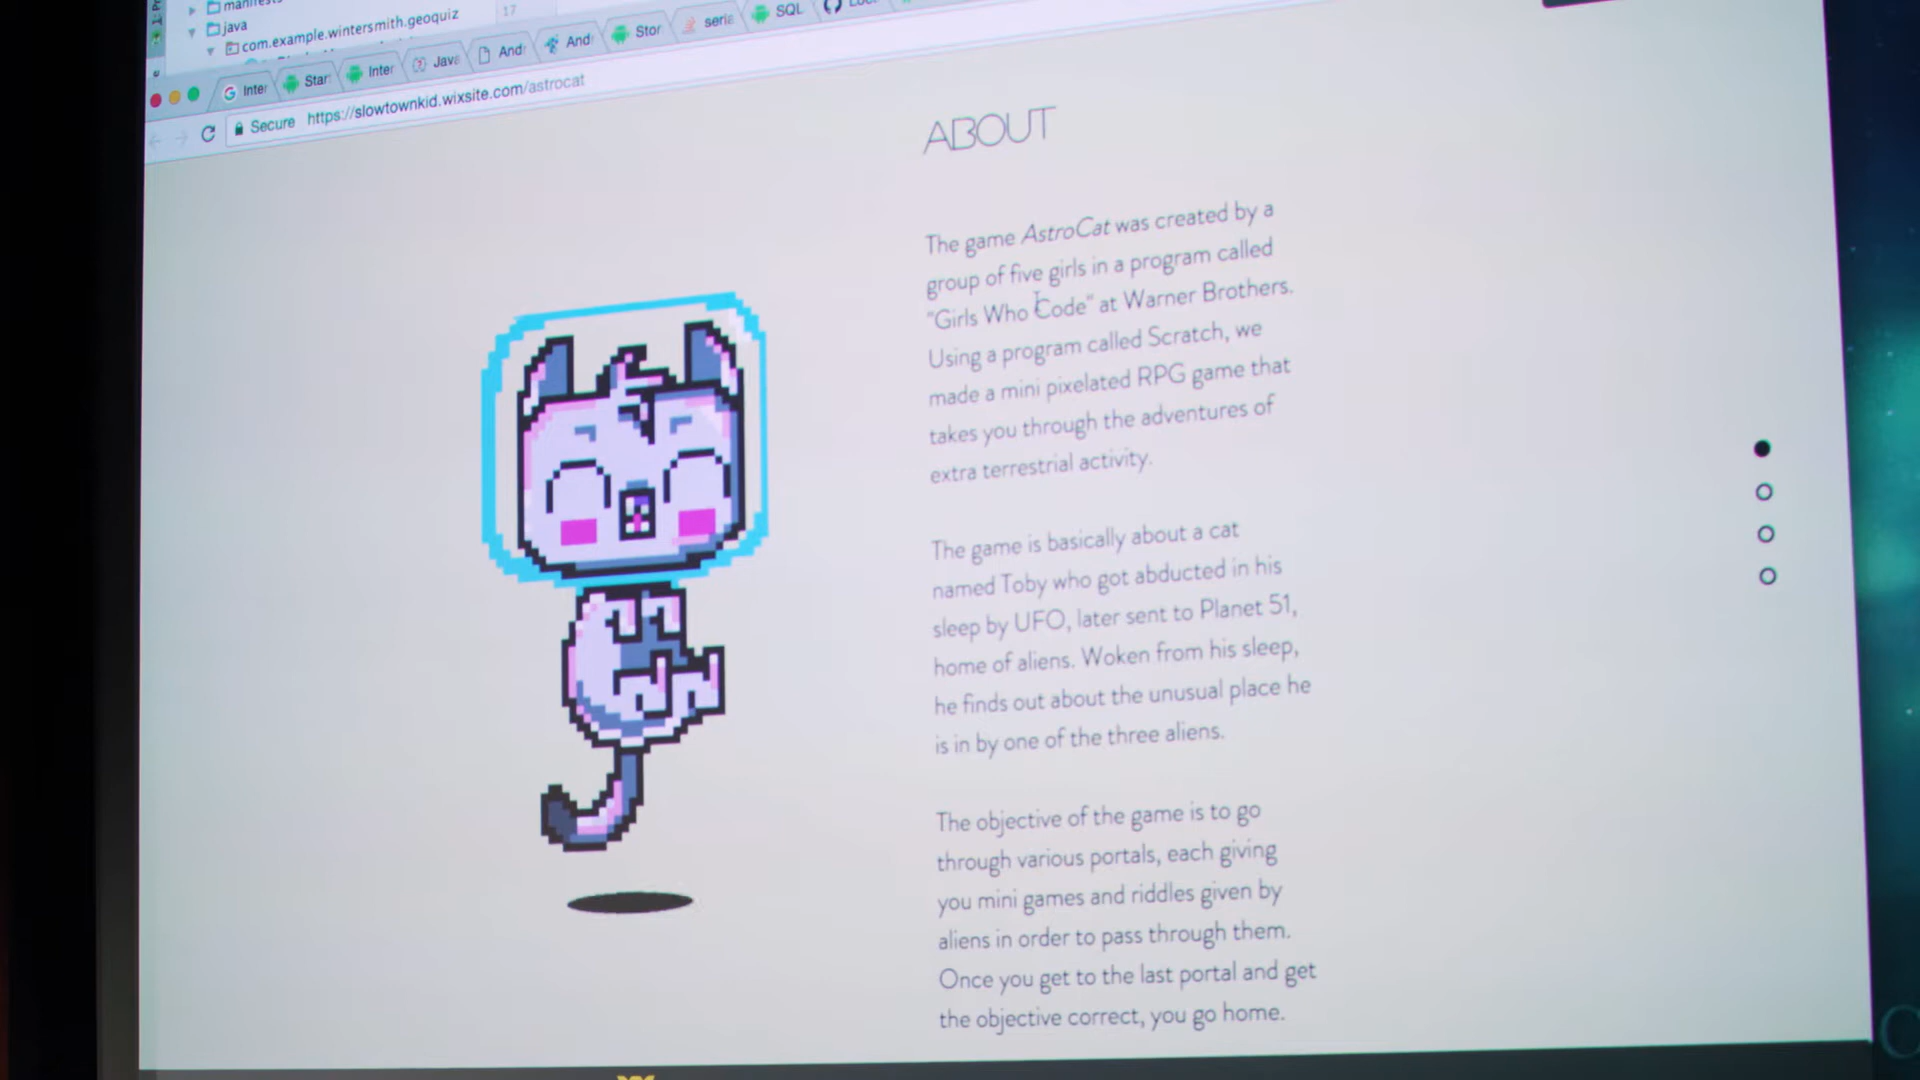 java
com.example.wintersmith.geoquiz
17
Inter
Star
Inter
Java
And
And
Stor
seria
SQL
Secure https://slowtownkid.wixsite.com/astrocat
ABOUT
The game AstroCat was created by a
group of five girls in a program called
"Girls Who Code" at Warner Brothers.
Using a program called Scratch, we
made a mini pixelated RPG game that
takes you through the adventures of
extra terrestrial activity.
The game is basically about a cat
named Toby who got abducted in his
sleep by UFO, later sent to Planet 51,
home of aliens. Woken from his sleep,
he finds out about the unusual place he
is in by one of the three aliens.
The objective of the game is to go
through various portals, each giving
you mini games and riddles given by
aliens in order to pass through them.
Once you get to the last portal and get
the objective correct, you go home.